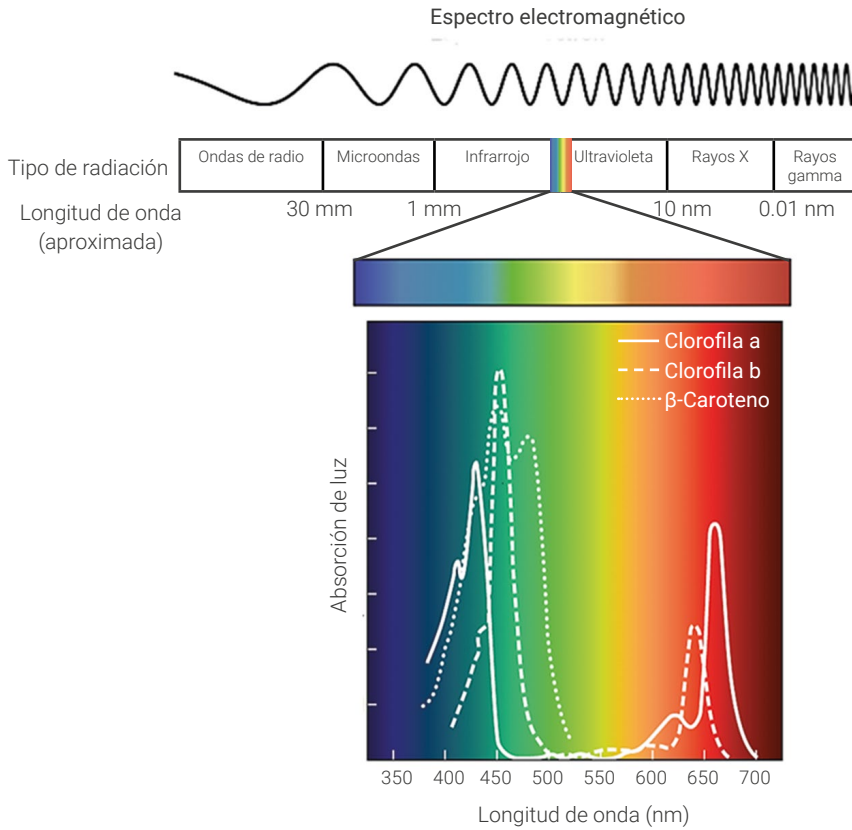 Espectro electromagnético
Tipo de radiación
Ondas de radio
Microondas
Infrarrojo
Ultravioleta
Rayos X
Rayos
gamma
Longitud de onda
(aproximada)
30 mm
1 mm
10 nm
0.01 nm
Clorofila a
Clorofila b
β-Caroteno
Absorción de luz
350 400 450 500 550 600 650 700
Longitud de onda (nm)